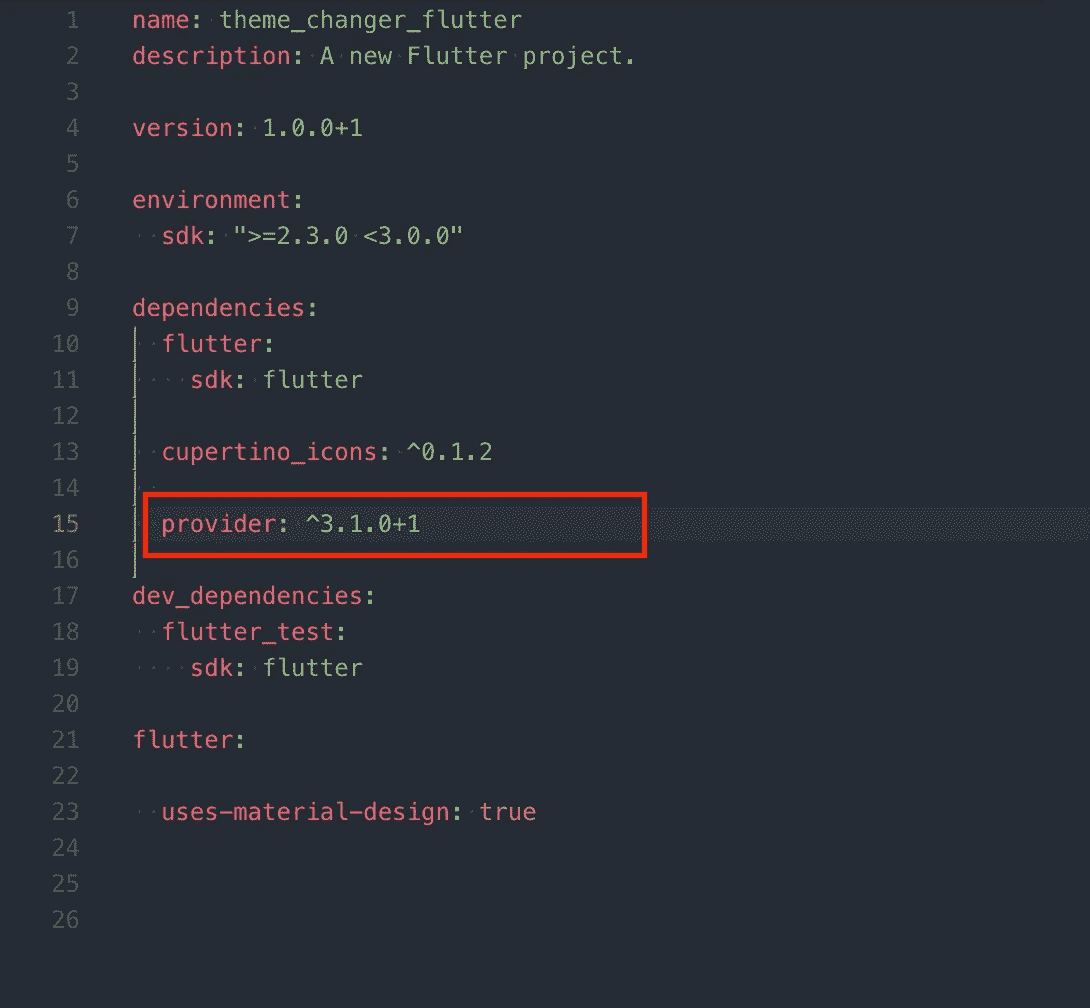 1 name: theme_changer_flutter
2 description: A new Flutter project.
3
4 version: 1.0.0+1
5
6 environment:
7   sdk: ">=2.3.0 <3.0.0"
8
9 dependencies:
10   flutter:
11     sdk: flutter
12
13   cupertino_icons: ^0.1.2
14
15   provider: ^3.1.0+1
16
17 dev_dependencies:
18   flutter_test:
19     sdk: flutter
20
21 flutter:
22
23   uses-material-design: true
24
25
26